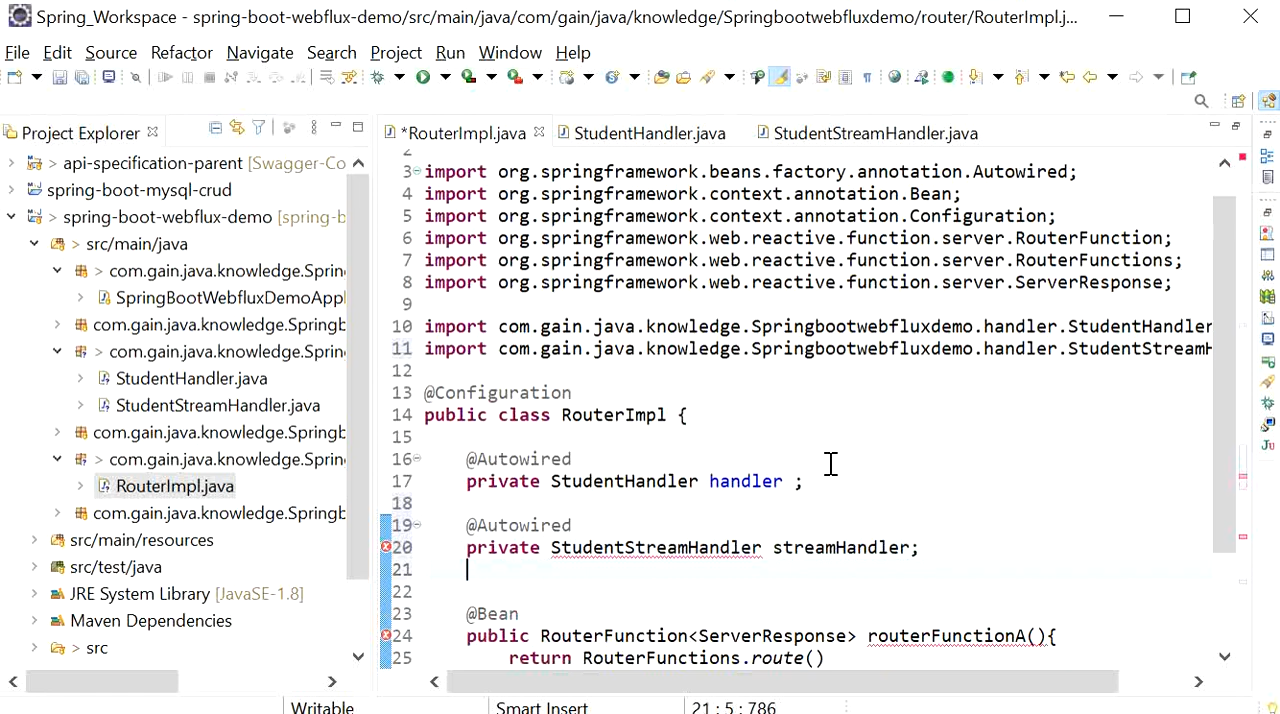 Spring_Workspace - spring-boot-webflux-demo/src/main/java/com/gain/java/knowledge/Springbootwebfluxdemo/router/RouterImpl.j...
File Edit Source Refactor Navigate Search Project Run Window Help
Project Explorer
> api-specification-parent [Swagger-Co
spring-boot-mysql-crud
> spring-boot-webflux-demo [spring-b
> src/main/java
> com.gain.java.knowledge.Sprin
SpringBootWebfluxDemoAppl
com.gain.java.knowledge.Springb
> com.gain.java.knowledge.Sprin
StudentHandler.java
StudentStreamHandler.java
com.gain.java.knowledge.Springb
> com.gain.java.knowledge.Sprin
RouterImpl.java
com.gain.java.knowledge.Springb
src/main/resources
src/test/java
JRE System Library [JavaSE-1.8]
Maven Dependencies
> src
*RouterImpl.java StudentHandler.java StudentStreamHandler.java
2
3 import org.springframework.beans.factory.annotation.Autowired;
4 import org.springframework.context.annotation.Bean;
5 import org.springframework.context.annotation.Configuration;
6 import org.springframework.web.reactive.function.server.RouterFunction;
7 import org.springframework.web.reactive.function.server.RouterFunctions;
8 import org.springframework.web.reactive.function.server.ServerResponse;
9
10 import com.gain.java.knowledge.Springbootwebfluxdemo.handler.StudentHandler
11 import com.gain.java.knowledge.Springbootwebfluxdemo.handler.StudentStreamH
12
13 @Configuration
14 public class RouterImpl {
15
16 @Autowired
17 private StudentHandler handler ;
18
19 @Autowired
20 private StudentStreamHandler streamHandler;
21
22
23 @Bean
24 public RouterFunction<ServerResponse> routerFunctionA(){
25 return RouterFunctions.route()
Writable Smart Insert 21 : 5 : 786